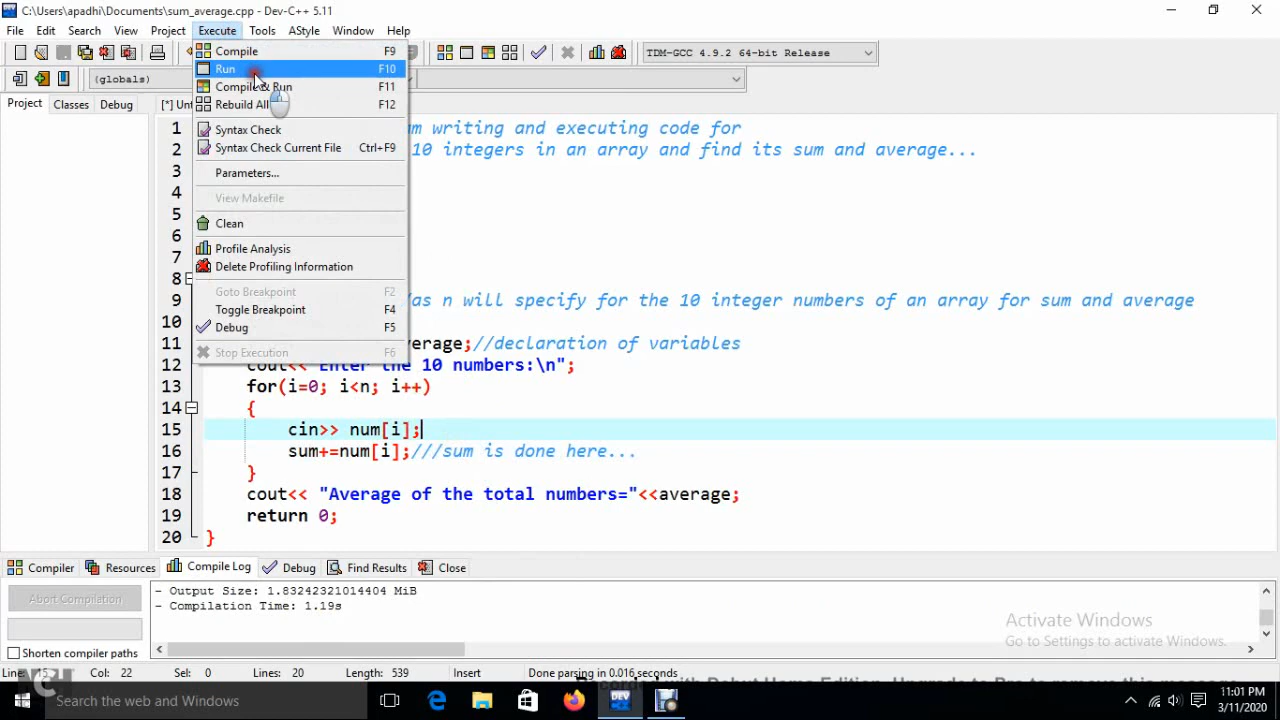 C:\Users\apadhi\Documents\sum_average.cpp - Dev-C++ 5.11
File Edit Search View Project Execute Tools AStyle Window Help
TDM-GCC 4.9.2 64-bit Release
(globals)
Project Classes Debug [*]
Compile F9
Run F10
Compile & Run F11
Rebuild All F12
Syntax Check
Syntax Check Current File Ctrl+F9
Parameters...
View Makefile
Clean
Profile Analysis
Delete Profiling Information
Goto Breakpoint F2
Toggle Breakpoint F4
Debug F5
Stop Execution F6
1 writing and executing code for
2 10 integers in an array and find its sum and average...
3
4
5
6
7
8
9 as n will specify for the 10 integer numbers of an array for sum and average
10
11 verage;//declaration of variables
12 cout<< "Enter the 10 numbers:\n";
13 for(i=0; i<n; i++)
14 {
15 cin>> num[i];
16 sum+=num[i];///sum is done here...
17 }
18 cout<< "Average of the total numbers="<<average;
19 return 0;
20 }
Compiler Resources Compile Log Debug Find Results Close
Abort Compilation
Shorten compiler paths
- Output Size: 1.83242321014404 MiB
- Compilation Time: 1.19s
Activate Windows
Go to Settings to activate Windows.
Line: 15 Col: 22 Sel: 0 Lines: 20 Length: 539 Insert Done parsing in 0.016 seconds
Search the web and Windows
11:01 PM
3/11/2020